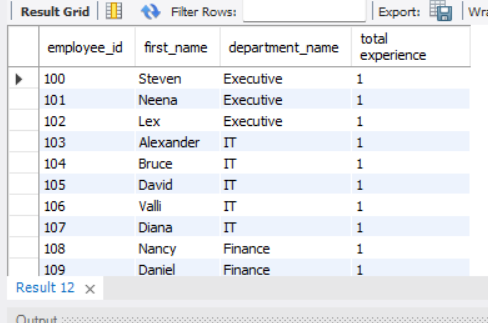 Result Grid Filter Rows: Export: Wra
employee_id first_name department_name total experience
100 Steven Executive 1
101 Neena Executive 1
102 Lex Executive 1
103 Alexander IT 1
104 Bruce IT 1
105 David IT 1
106 Valli IT 1
107 Diana IT 1
108 Nancy Finance 1
109 Daniel Finance 1
Result 12 ×
Output